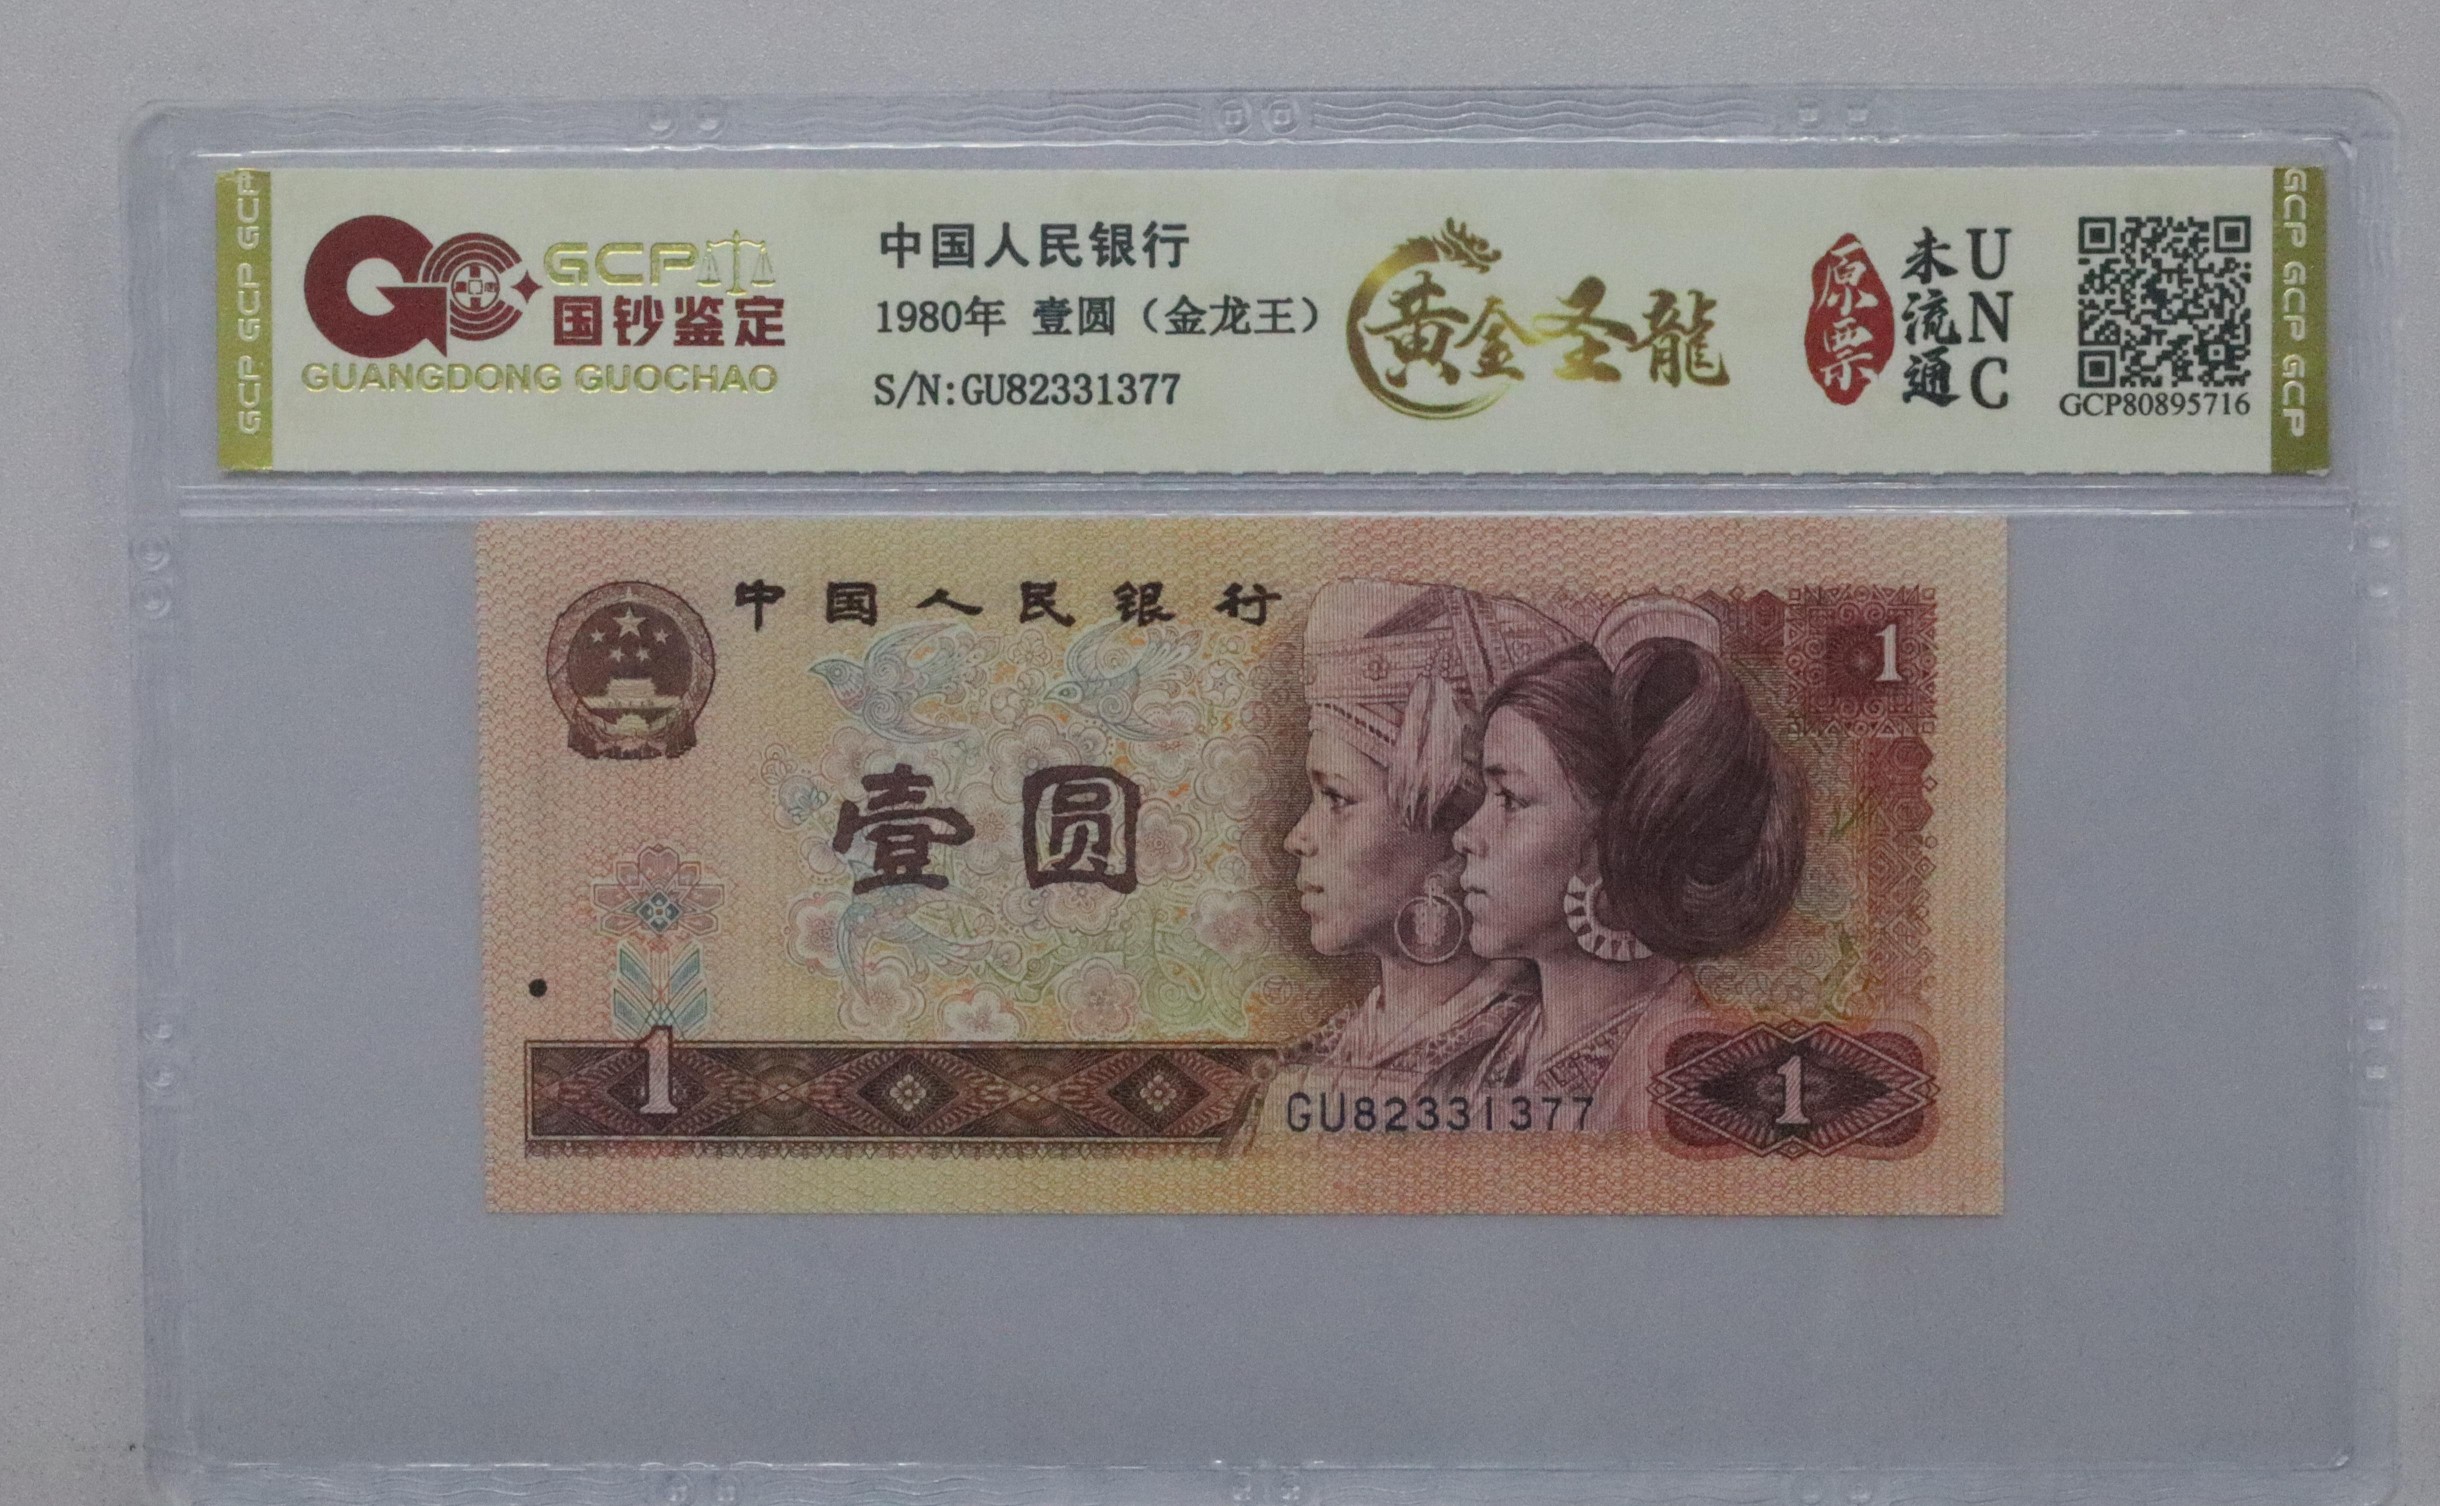 GCP GCP GCP
GCP
国钞鉴定
GUANGDONG GUOCHAO
中国人民银行
1980年 壹圆（金龙王）
S/N:GU82331377
黄金圣龍
原票
未流通
UNC
GCP80895716
GCP GCP GCP
中国人民银行
1
壹圆
1
GU82331377
1